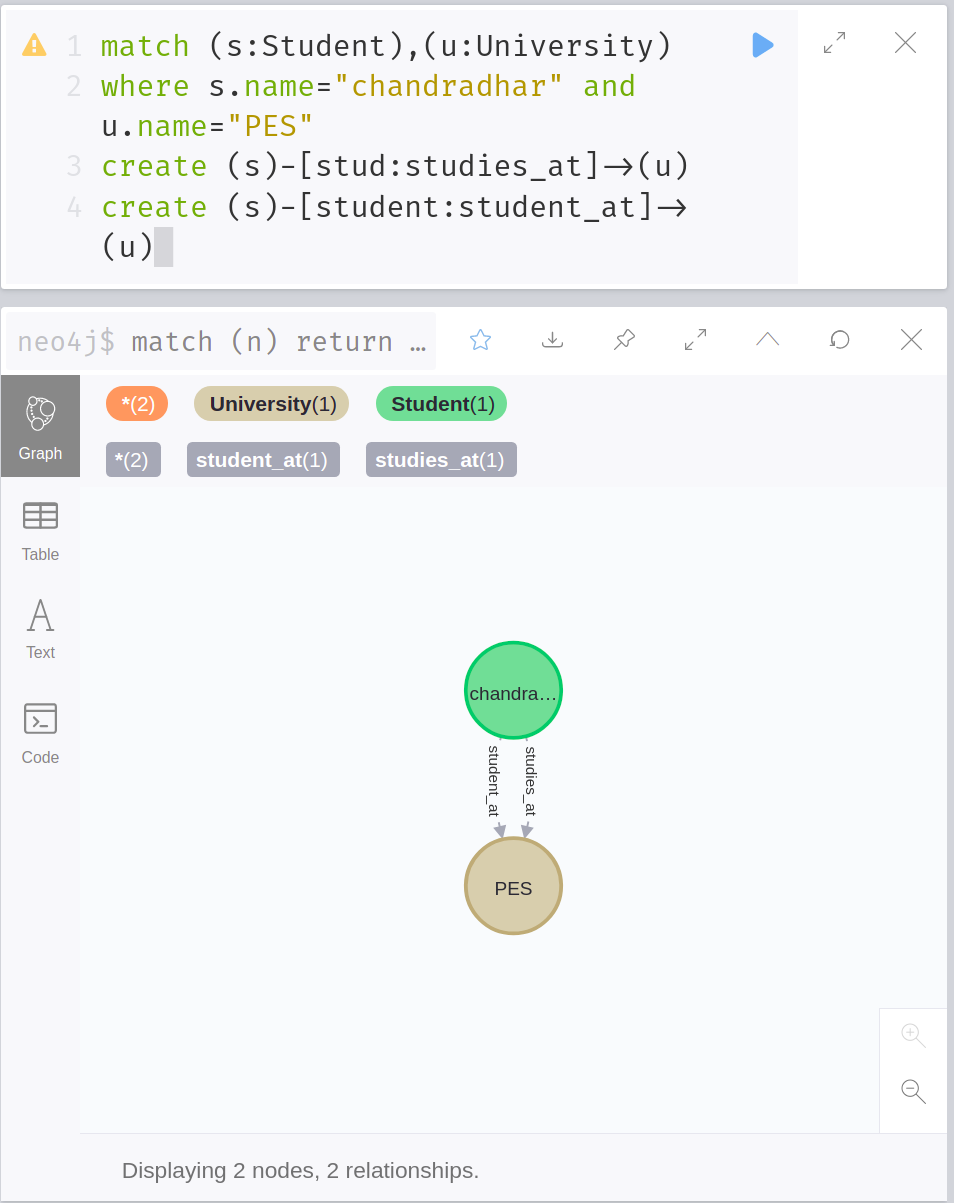 1 match (s:Student),(u:University)
2 where s.name="chandradhar" and
u.name="PES"
3 create (s)-[stud:studies_at]->(u)
4 create (s)-[student:student_at]->
(u)
neo4j$ match (n) return …
*(2) University(1) Student(1)
*(2) student_at(1) studies_at(1)
Graph
Table
Text
Code
chandra…
student_at
studies_at
PES
Displaying 2 nodes, 2 relationships.